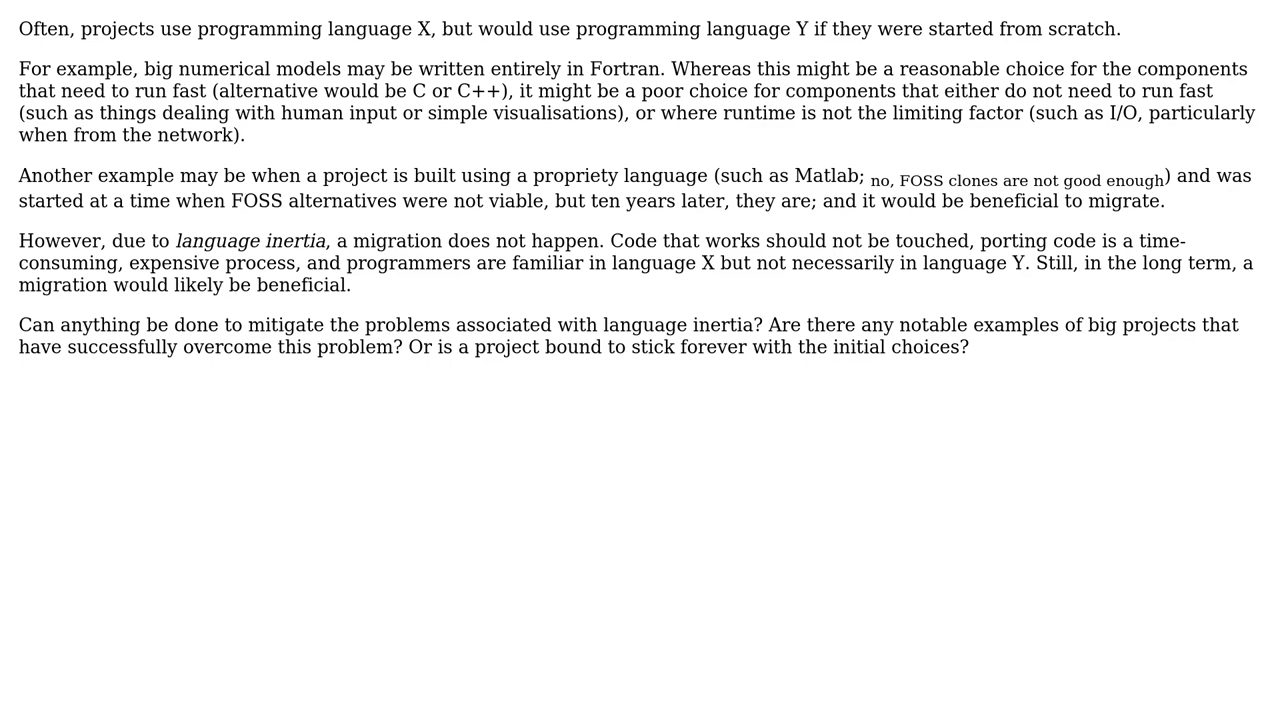 Often, projects use programming language X, but would use programming language Y if they were started from scratch.
For example, big numerical models may be written entirely in Fortran. Whereas this might be a reasonable choice for the components
that need to run fast (alternative would be C or C++), it might be a poor choice for components that either do not need to run fast
(such as things dealing with human input or simple visualisations), or where runtime is not the limiting factor (such as I/O, particularly
when from the network).
Another example may be when a project is built using a propriety language (such as Matlab; no, FOSS clones are not good enough) and was
started at a time when FOSS alternatives were not viable, but ten years later, they are; and it would be beneficial to migrate.
However, due to language inertia, a migration does not happen. Code that works should not be touched, porting code is a time-
consuming, expensive process, and programmers are familiar in language X but not necessarily in language Y. Still, in the long term, a
migration would likely be beneficial.
Can anything be done to mitigate the problems associated with language inertia? Are there any notable examples of big projects that
have successfully overcome this problem? Or is a project bound to stick forever with the initial choices?